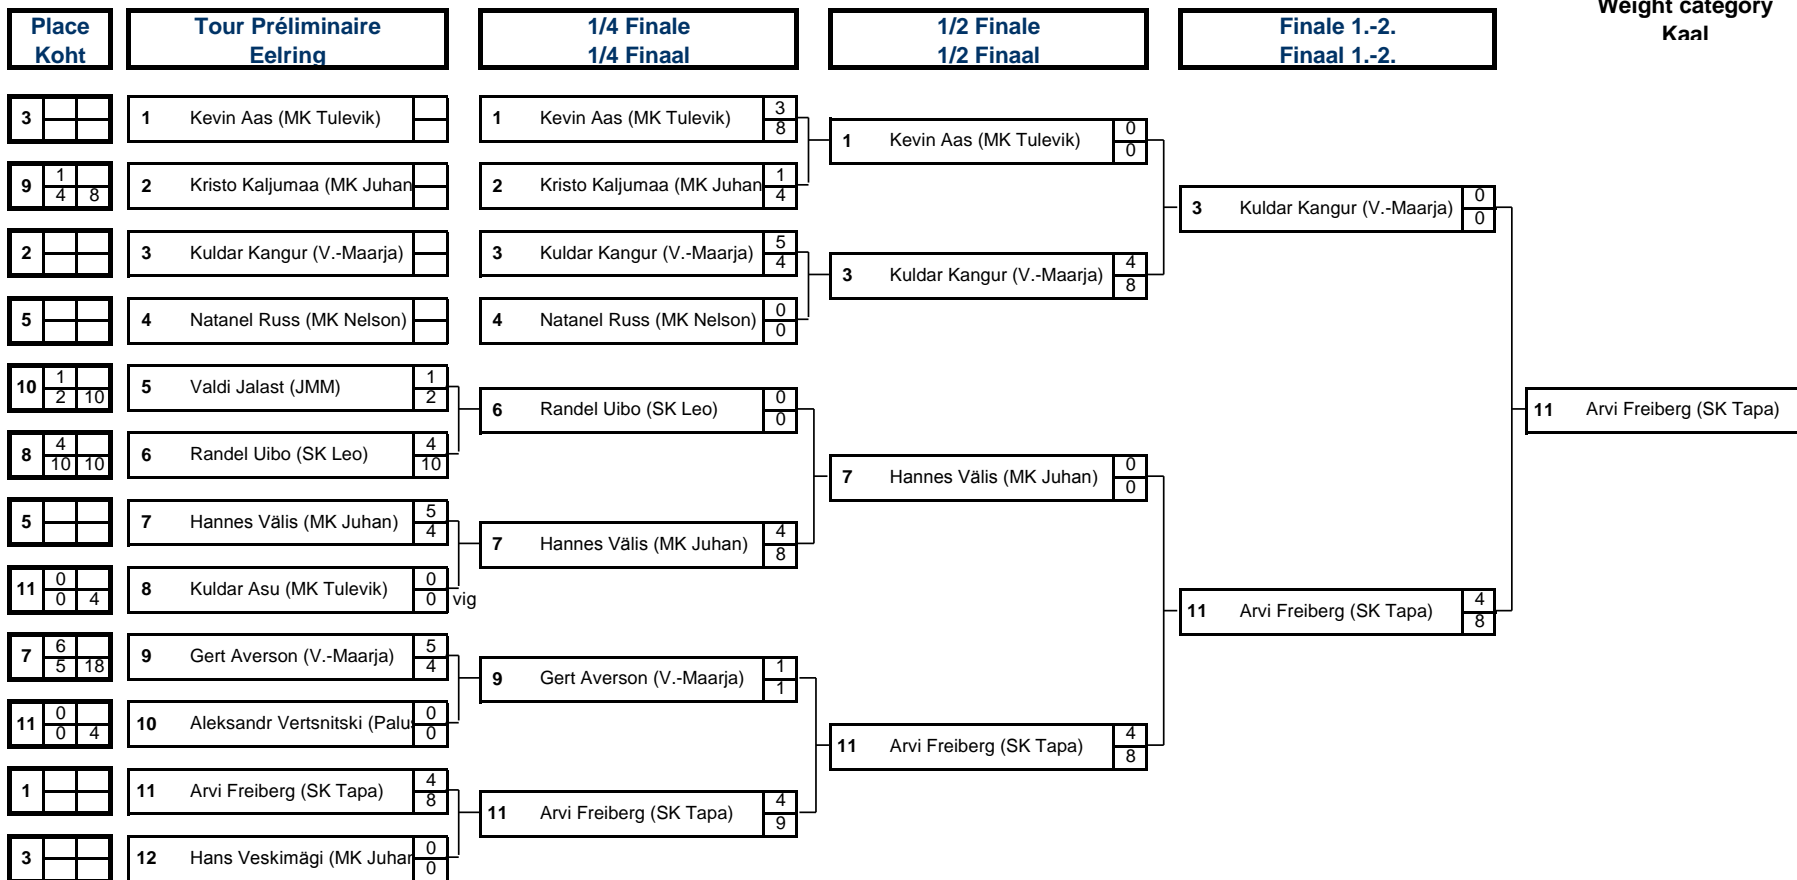 Weight category
Kaal
Place
Koht
Tour Préliminaire
Eelring
1/4 Finale
1/4 Finaal
1/2 Finale
1/2 Finaal
Finale 1.-2.
Finaal 1.-2.
3 1 Kevin Aas (MK Tulevik)
9 1 4 8 2 Kristo Kaljumaa (MK Juhan
2 3 Kuldar Kangur (V.-Maarja)
5 4 Natanel Russ (MK Nelson)
10 1 2 10 5 Valdi Jalast (JMM) 1 2
8 4 10 10 6 Randel Uibo (SK Leo) 4 10
5 7 Hannes Välis (MK Juhan) 5 4
11 0 0 4 8 Kuldar Asu (MK Tulevik) 0 0 vig
7 6 5 18 9 Gert Averson (V.-Maarja) 5 4
11 0 0 4 10 Aleksandr Vertsnitski (Palus 0 0
1 11 Arvi Freiberg (SK Tapa) 4 8
3 12 Hans Veskimägi (MK Juhan 0 0
1 Kevin Aas (MK Tulevik) 3 8
2 Kristo Kaljumaa (MK Juhan 1 4
3 Kuldar Kangur (V.-Maarja) 5 4
4 Natanel Russ (MK Nelson) 0 0
6 Randel Uibo (SK Leo) 0 0
7 Hannes Välis (MK Juhan) 4 8
9 Gert Averson (V.-Maarja) 1 1
11 Arvi Freiberg (SK Tapa) 4 9
1 Kevin Aas (MK Tulevik) 0 0
3 Kuldar Kangur (V.-Maarja) 4 8
7 Hannes Välis (MK Juhan) 0 0
11 Arvi Freiberg (SK Tapa) 4 8
3 Kuldar Kangur (V.-Maarja) 0 0
11 Arvi Freiberg (SK Tapa) 4 8
11 Arvi Freiberg (SK Tapa)